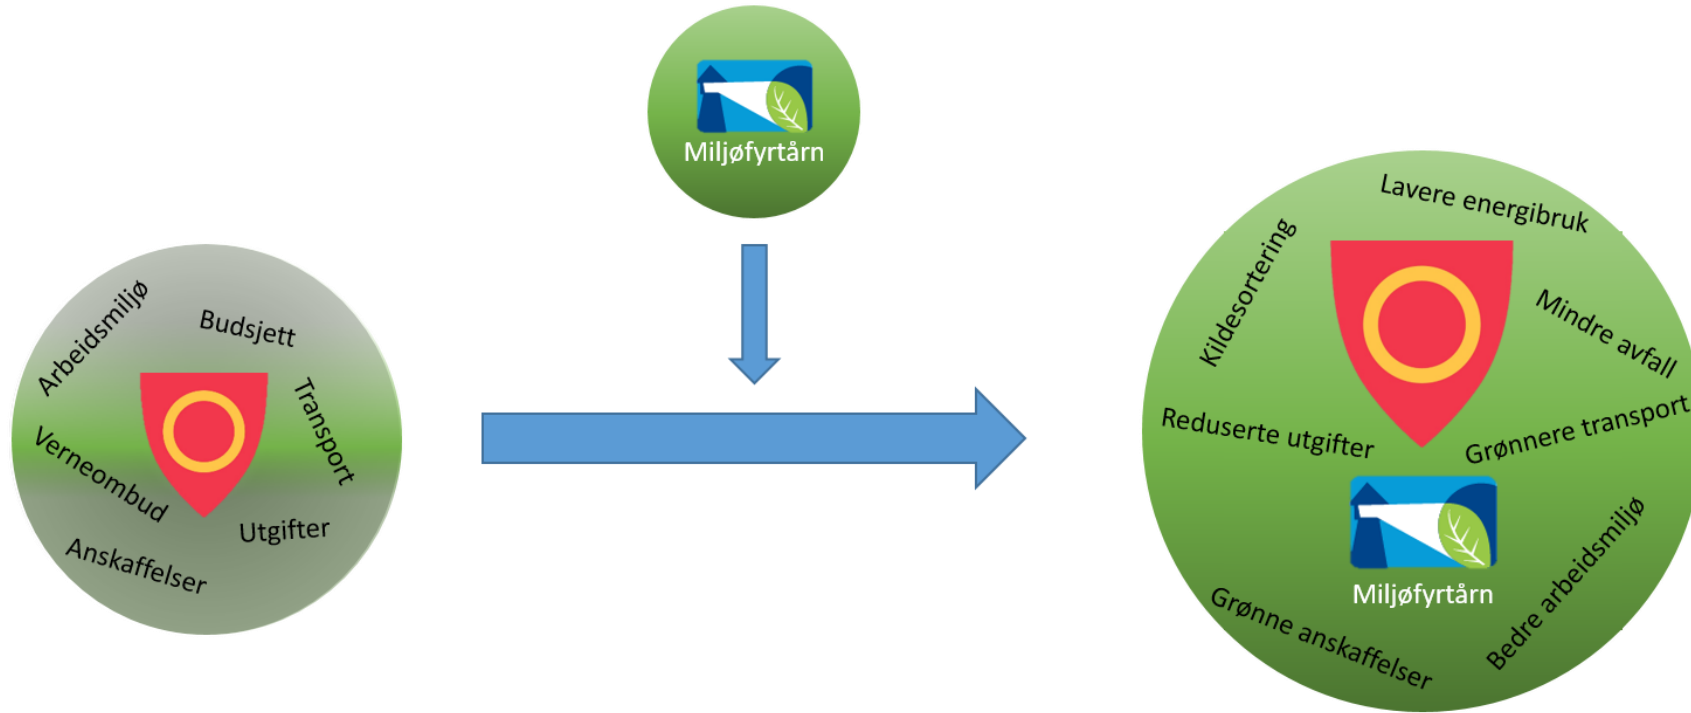 Miljøfyrtårn
Arbeidsmiljø
Budsjett
Transport
Verneombud
Utgifter
Anskaffelser
Lavere energibruk
Kildesortering
Mindre avfall
Reduserte utgifter
Grønnere transport
Miljøfyrtårn
Grønne anskaffelser
Bedre arbeidsmiljø